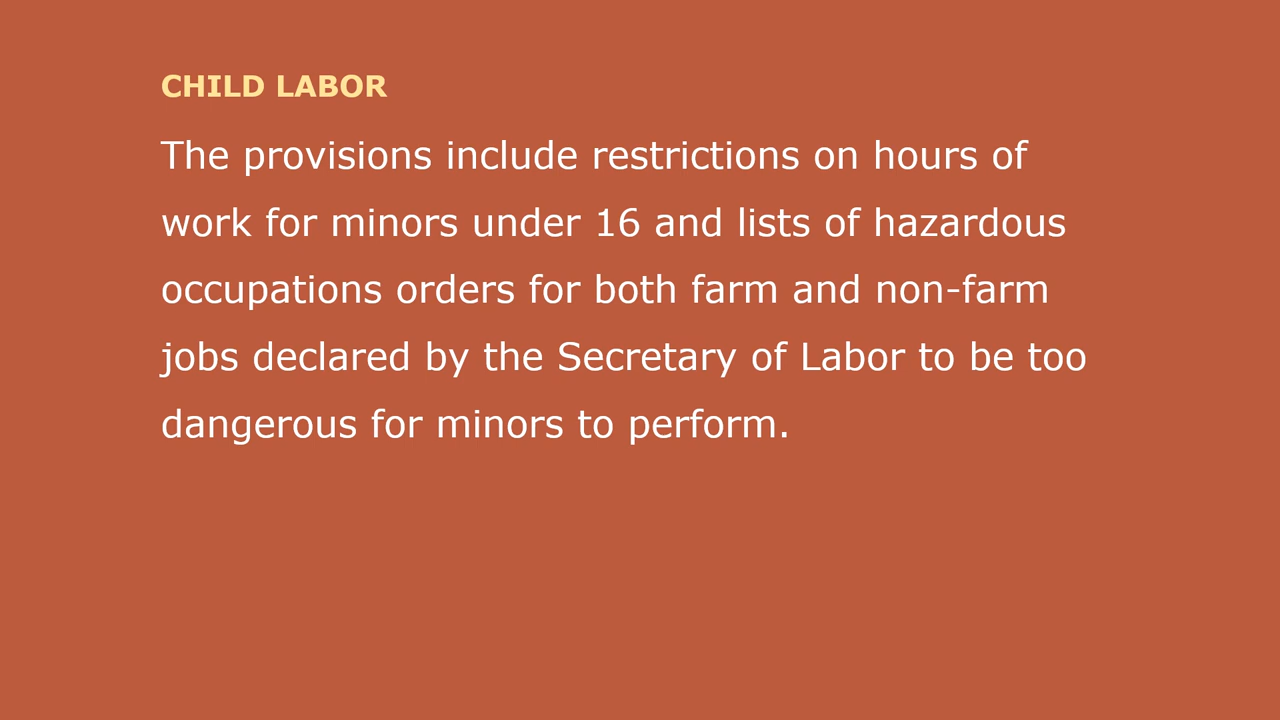 CHILD LABOR
The provisions include restrictions on hours of
work for minors under 16 and lists of hazardous
occupations orders for both farm and non-farm
jobs declared by the Secretary of Labor to be too
dangerous for minors to perform.